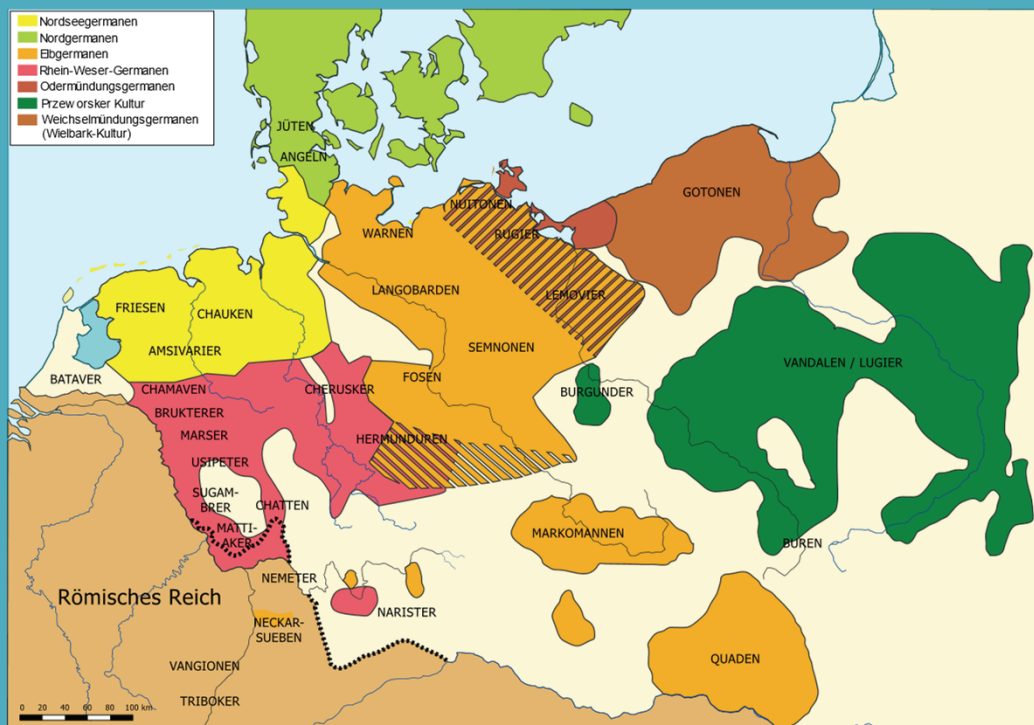 Nordseegermanen
Nordgermanen
Elbgermanen
Rhein-Weser-Germanen
Odermündungsgermanen
Przeworsker Kultur
Weichselmündungsgermanen
(Wielbark-Kultur)
JÜTEN
ANGELN
WARNEN
NUITONEN
RUGIER
GOTONEN
LANGOBARDEN
LEMOVIER
FRIESEN
CHAUKEN
AMSIVARIER
SEMNONEN
VANDALEN / LUGIER
BATAVER
CHAMAVEN
CHERUSKER
FOSEN
BURGUNDER
BRUKTERER
MARSER
HERMUNDUREN
USIPETER
SUGAM-
BRER
CHATTEN
MATTI-
AKER
MARKOMANNEN
BUREN
NEMETER
Römisches Reich
NARISTER
NECKAR-
SUEBEN
VANGIONEN
QUADEN
TRIBOKER
0 20 40 60 80 100 km